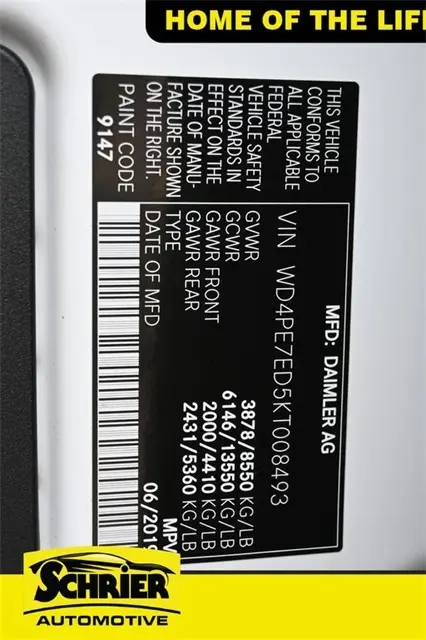 HOME OF THE LIF
MFD: DAIMLER AG
VIN WD4PE7ED5KT008493
GVWR 3878/8550 KG/LB
GCWR 6146/13550 KG/LB
GAWR FRONT 2000/4410 KG/LB
GAWR REAR 2431/5360 KG/LB
TYPE MPV
DATE OF MFD 06/2019
THIS VEHICLE
CONFORMS TO
ALL APPLICABLE
FEDERAL
VEHICLE SAFETY
STANDARDS IN
EFFECT ON THE
DATE OF MANU-
FACTURE SHOWN
ON THE RIGHT.
PAINT CODE
9147
SCHRIER
AUTOMOTIVE